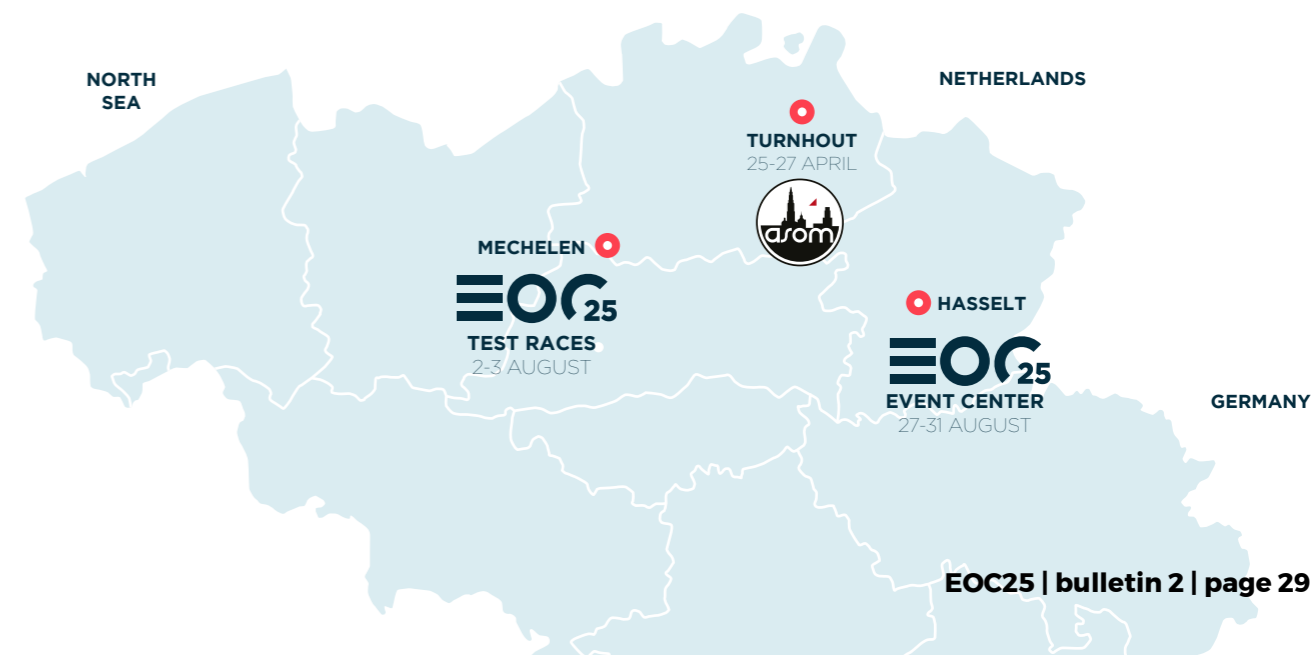 NORTH
SEA
NETHERLANDS
TURNHOUT
25-27 APRIL
asom
MECHELEN
EOC25
TEST RACES
2-3 AUGUST
HASSELT
EOC25
EVENT CENTER
27-31 AUGUST
GERMANY
EOC25 | bulletin 2 | page 29